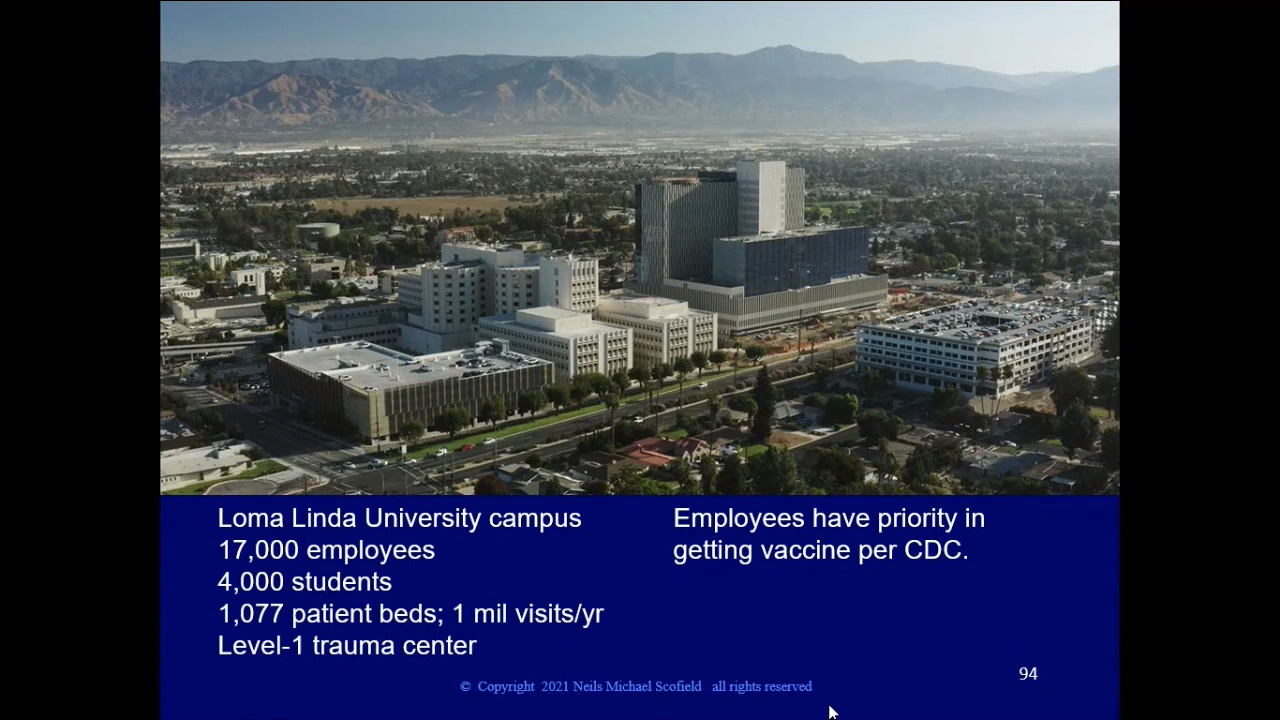 Loma Linda University campus
17,000 employees
4,000 students
1,077 patient beds; 1 mil visits/yr
Level-1 trauma center
Employees have priority in
getting vaccine per CDC.
94
© Copyright 2021 Neils Michael Scofield all rights reserved